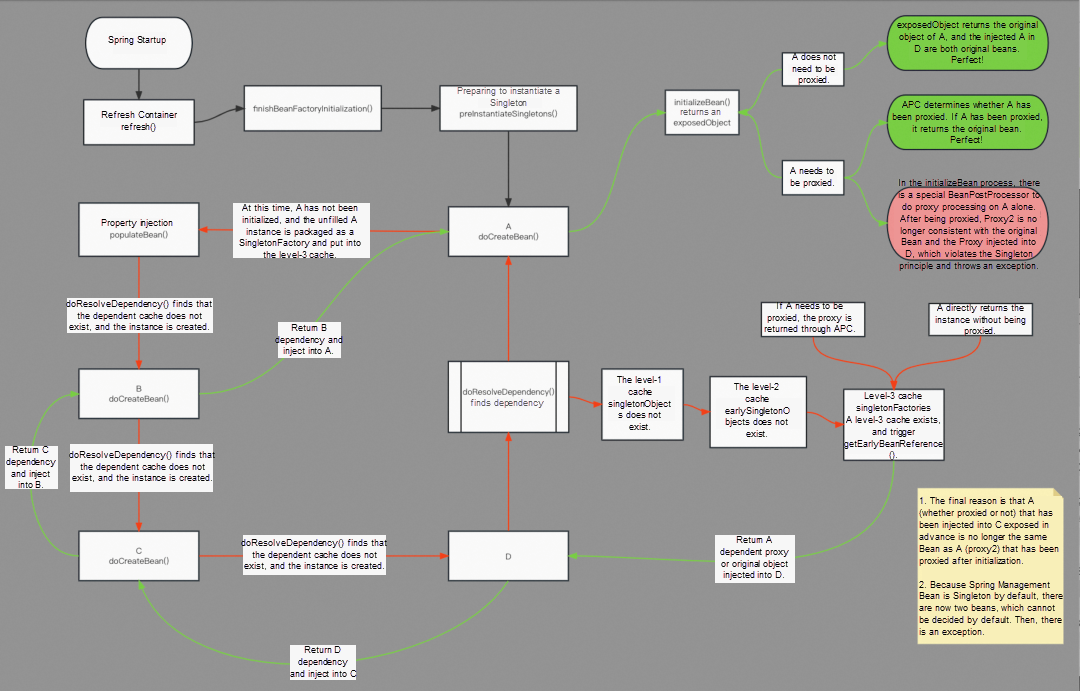 Spring Startup
Refresh Container
refresh()
finishBeanFactoryInitialization()
Preparing to instantiate a
Singleton
preInstantiateSingletons()
initializeBean()
returns an
exposedObject
A does not
need to be
proxied.
exposedObject returns the original
object of A, and the injected A in
D are both original beans.
Perfect!
APC determines whether A has
been proxied. If A has been proxied,
it returns the original bean.
Perfect!
A needs to
be proxied.
In the initializeBean process, there
is a special BeanPostProcessor to
do proxy processing on A alone.
After being proxied, Proxy2 is no
longer consistent with the original
Bean and the Proxy injected into
D, which violates the Singleton
principle and throws an exception.
Property injection
populateBean()
At this time, A has not been
initialized, and the unfilled A
instance is packaged as a
SingletonFactory and put into
the level-3 cache.
A
doCreateBean()
doResolveDependency() finds that
the dependent cache does not
exist, and the instance is created.
Return B
dependency and
inject into A.
If A needs to be
proxied, the proxy is
returned through APC.
A directly returns the
instance without being
proxied.
B
doCreateBean()
doResolveDependency()
finds dependency
The level-1
cache
singletonObject
s does not
exist.
The level-2
cache
earlySingletonO
bjects does not
exist.
Level-3 cache
singletonFactories
A level-3 cache exists,
and trigger
getEarlyBeanReference
().
Return C
dependency
and inject
into B.
doResolveDependency() finds that
the dependent cache does not
exist, and the instance is created.
C
doCreateBean()
doResolveDependency() finds that
the dependent cache does not
exist, and the instance is created.
D
Return A
dependent proxy
or original object
injected into D.
1. The final reason is that A
(whether proxied or not) that has
been injected into C exposed in
advance is no longer the same
Bean as A (proxy2) that has been
proxied after initialization.
2. Because Spring Management
Bean is Singleton by default, there
are now two beans, which cannot
be decided by default. Then, there
is an exception.
Return D
dependency
and inject into C